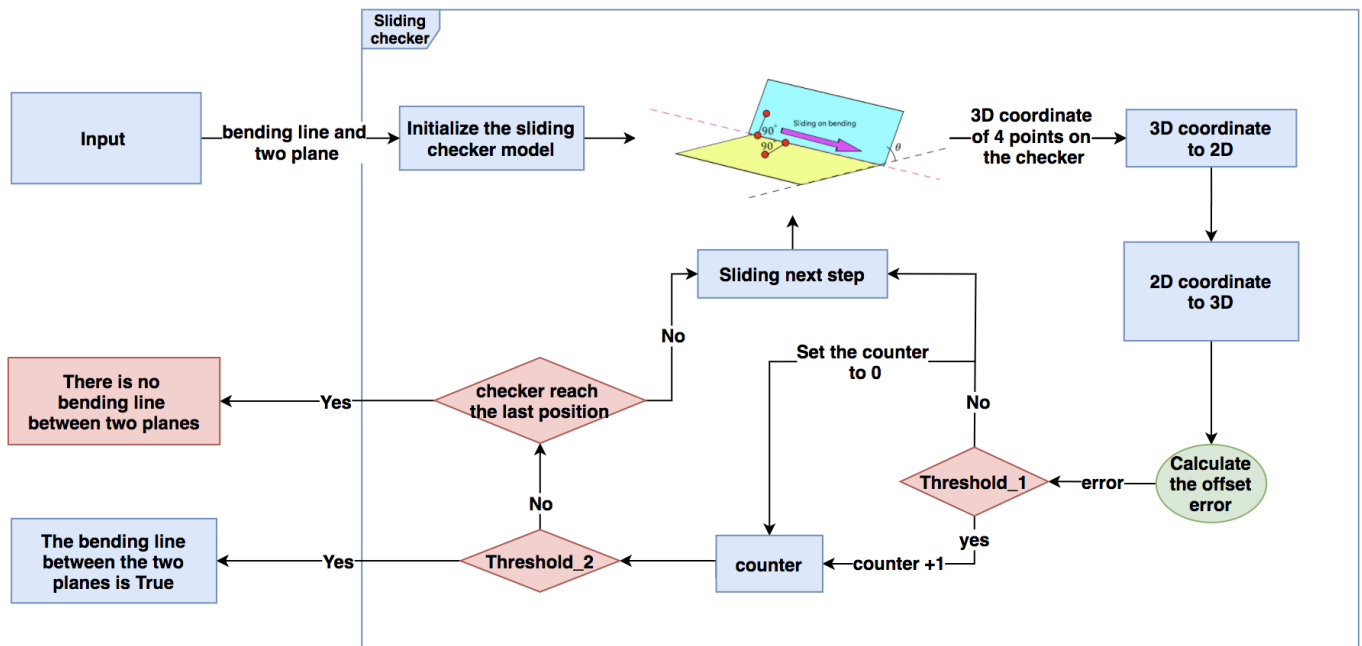 Sliding
checker
Input
bending line and
two plane
Initialize the sliding
checker model
90°
90°
Sliding on bending
θ
3D coordinate
of 4 points on
the checker
3D coordinate
to 2D
2D coordinate
to 3D
Sliding next step
No
Set the counter
to 0
There is no
bending line
between two planes
Yes
checker reach
the last position
No
Threshold_1
error
Calculate
the offset
error
No
yes
The bending line
between the two
planes is True
Yes
Threshold_2
counter
counter +1